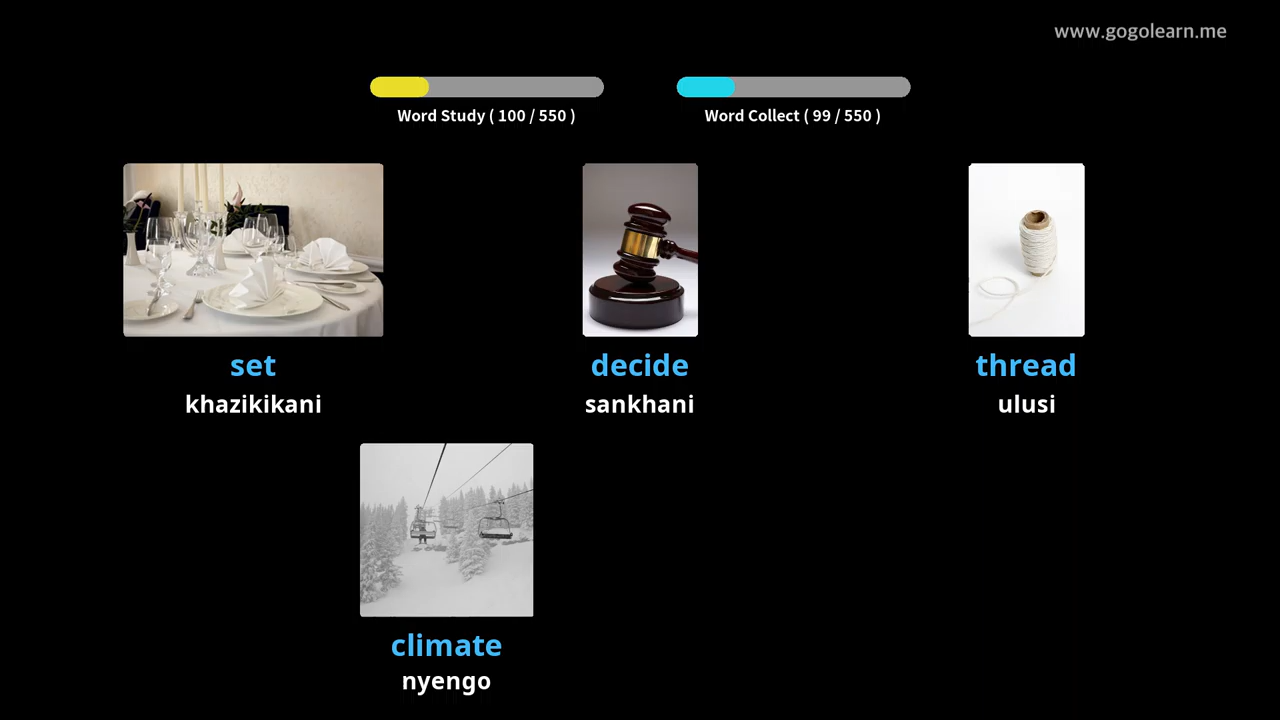 www.gogolearn.me
Word Study ( 100 / 550 )
Word Collect ( 99 / 550 )
set
khazikikani
decide
sankhani
thread
ulusi
climate
nyengo